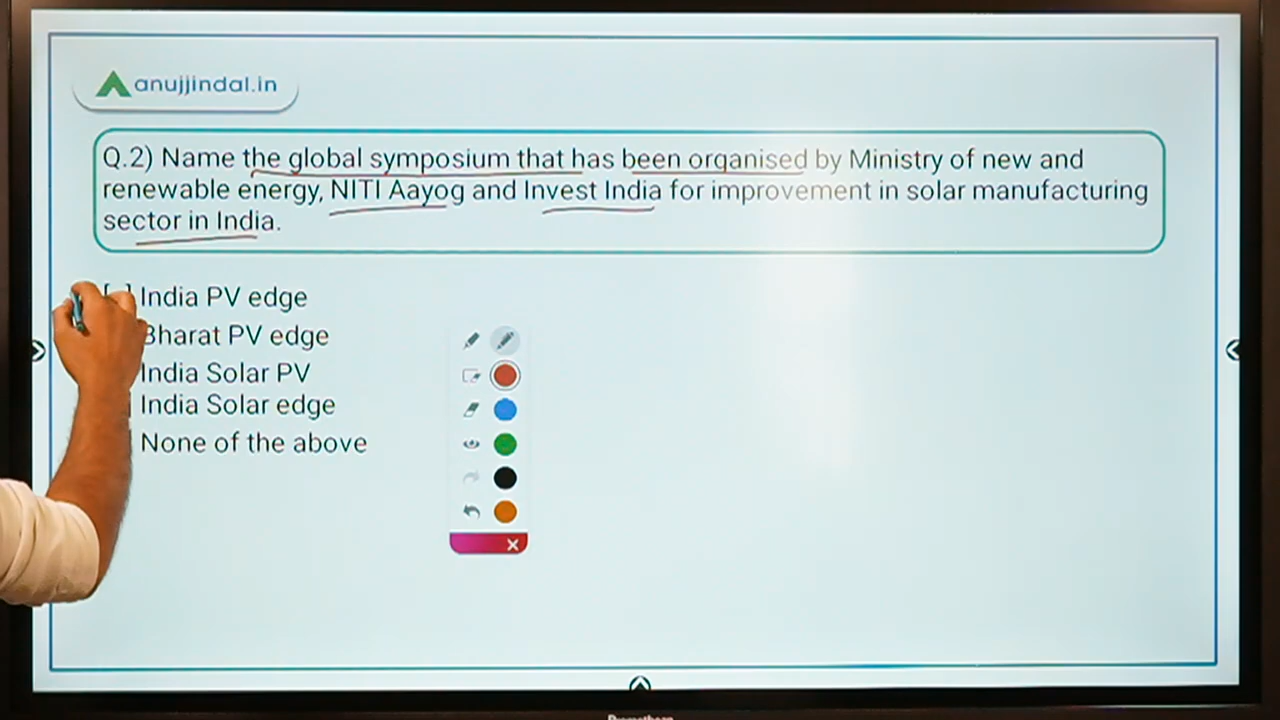 anujjindal.in
Q.2) Name the global symposium that has been organised by Ministry of new and
renewable energy, NITI Aayog and Invest India for improvement in solar manufacturing
sector in India.
India PV edge
Bharat PV edge
India Solar PV
India Solar edge
None of the above